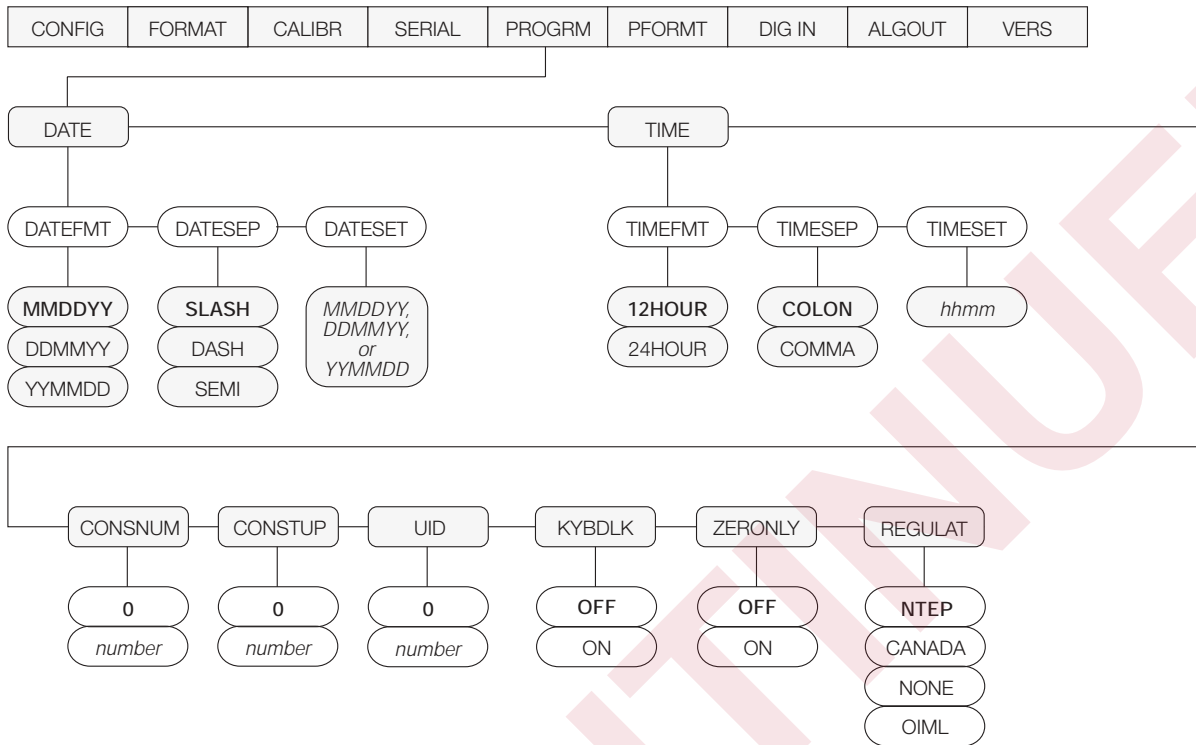 CONFIG FORMAT CALIBR SERIAL PROGRM PFORMT DIG IN ALGOUT VERS
DATE TIME
DATEFMT DATESEP DATESET TIMEFMT TIMESEP TIMESET
MMDDYY SLASH MMDDYY, 12HOUR COLON hhmm
DDMMYY,
DDMMYY DASH or 24HOUR COMMA
YYMMDD
YYMMDD SEMI
CONSNUM CONSTUP UID KYBDLK ZERONLY REGULAT
0 0 0 OFF OFF NTEP
number number number ON ON CANADA
NONE
OIML
TINUE